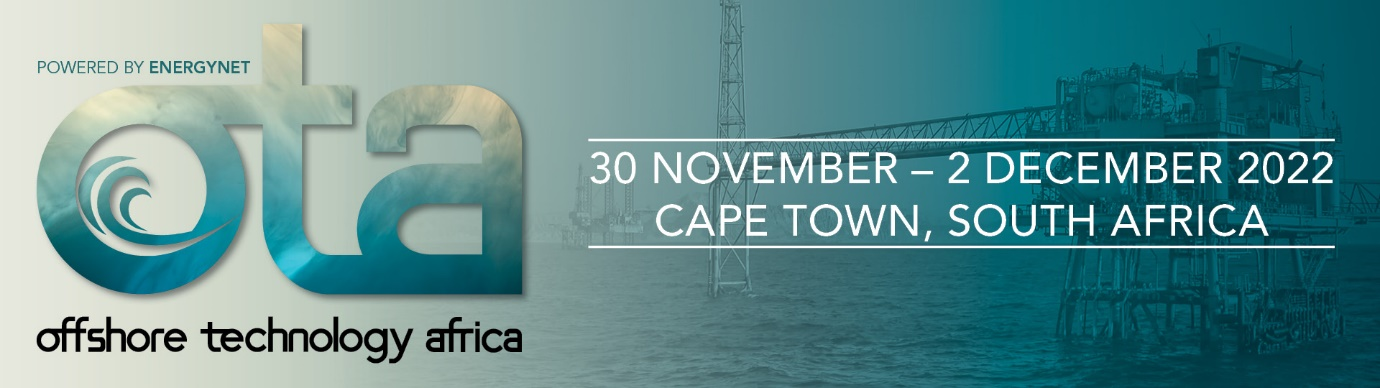 POWERED BY ENERGYNET
ota
offshore technology africa
30 NOVEMBER – 2 DECEMBER 2022
CAPE TOWN, SOUTH AFRICA